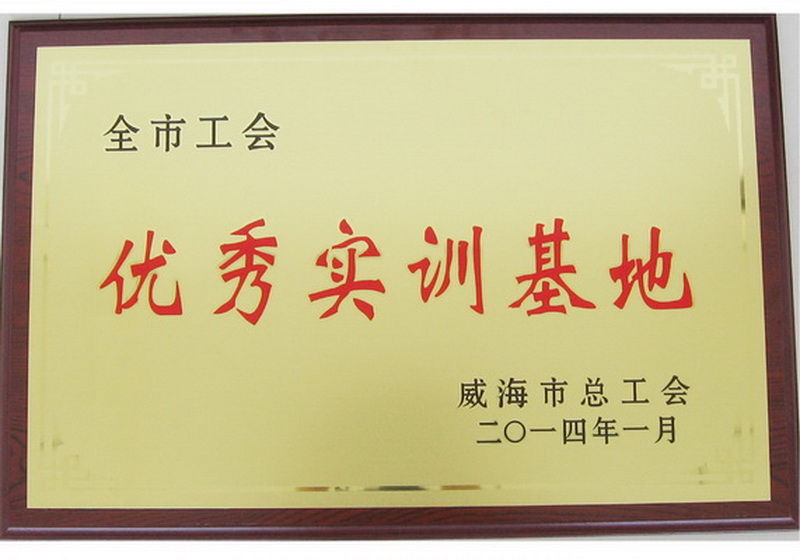 全市工会
优秀实训基地
威海市总工会
二〇一四年一月